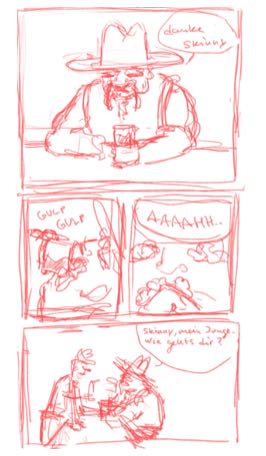 danke
skinny
GULP
GULP
AAAAHH..
skinny, mein Junge.
Wie gehts dir?